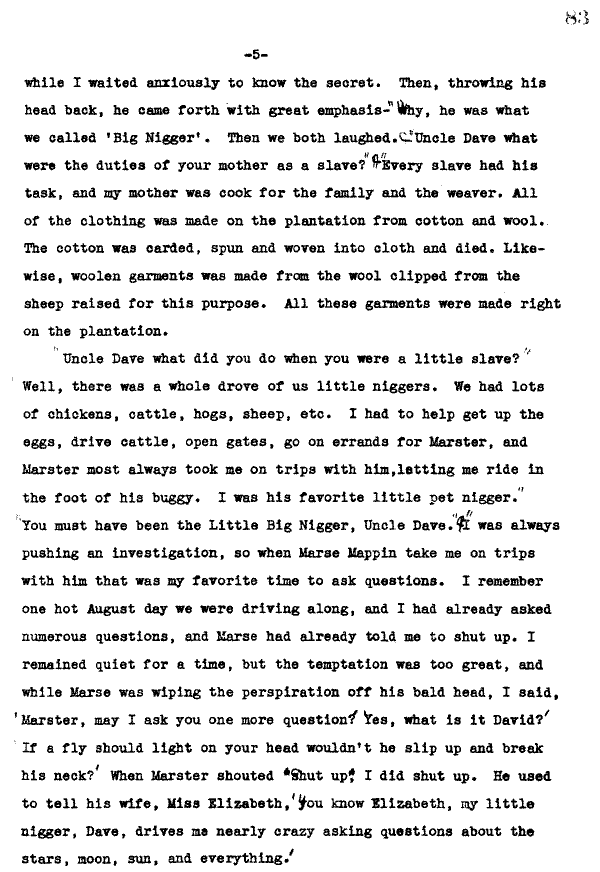 83
-5-
while I waited anxiously to know the secret. Then, throwing his
head back, he came forth with great emphasis-"Why, he was what
we called 'Big Nigger'. Then we both laughed. "Uncle Dave what
were the duties of your mother as a slave?" "Every slave had his
task, and my mother was cook for the family and the weaver. All
of the clothing was made on the plantation from cotton and wool.
The cotton was carded, spun and woven into cloth and died. Like-
wise, woolen garments was made from the wool clipped from the
sheep raised for this purpose. All these garments were made right
on the plantation.
"Uncle Dave what did you do when you were a little slave?"
Well, there was a whole drove of us little niggers. We had lots
of chickens, cattle, hogs, sheep, etc. I had to help get up the
eggs, drive cattle, open gates, go on errands for Marster, and
Marster most always took me on trips with him,letting me ride in
the foot of his buggy. I was his favorite little pet nigger."
"You must have been the Little Big Nigger, Uncle Dave." "I was always
pushing an investigation, so when Marse Mappin take me on trips
with him that was my favorite time to ask questions. I remember
one hot August day we were driving along, and I had already asked
numerous questions, and Marse had already told me to shut up. I
remained quiet for a time, but the temptation was too great, and
while Marse was wiping the perspiration off his bald head, I said,
'Marster, may I ask you one more question?' 'Yes, what is it David?'
'If a fly should light on your head wouldn't he slip up and break
his neck?' When Marster shouted 'Shut up', I did shut up. He used
to tell his wife, Miss Elizabeth, 'You know Elizabeth, my little
nigger, Dave, drives me nearly crazy asking questions about the
stars, moon, sun, and everything.'